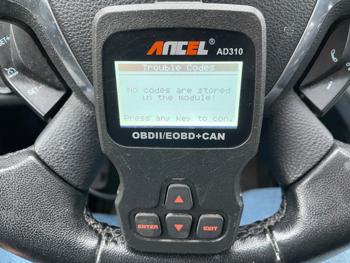 ANCEL
AD310
Trouble Codes
No codes are stored
in the module!
Press any key to con.
OBDII/EOBD+CAN
ENTER
EXIT